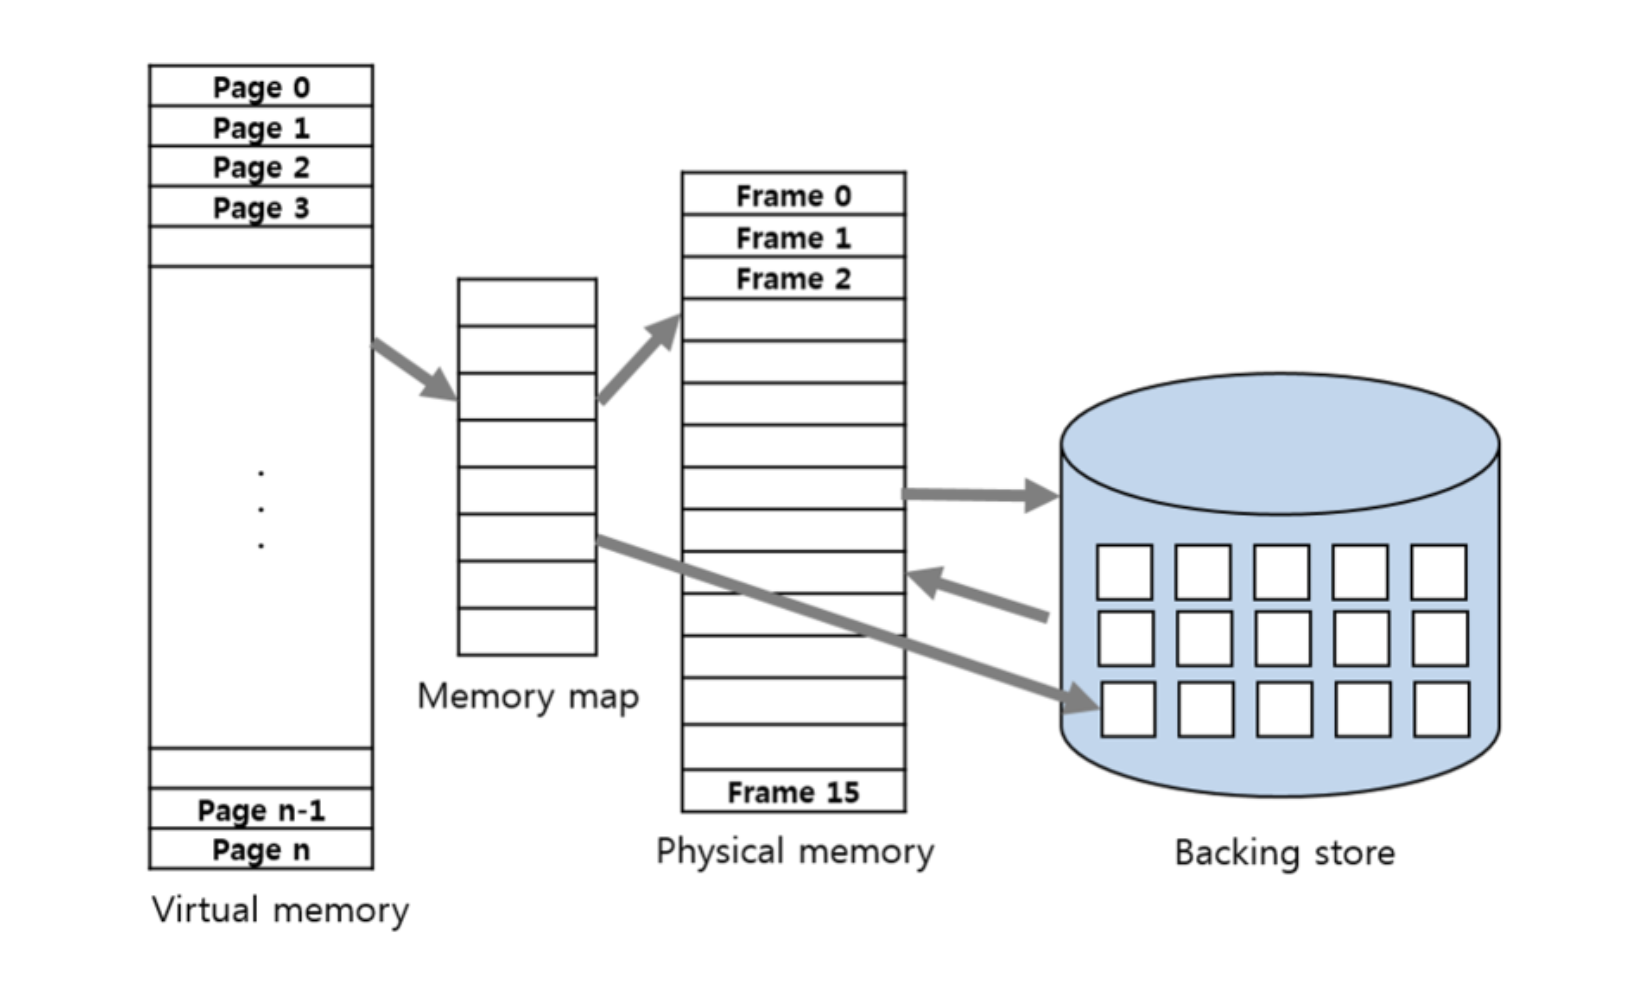 Page 0
Page 1
Page 2
Page 3
.
.
.
Page n-1
Page n
Virtual memory
Memory map
Frame 0
Frame 1
Frame 2
Frame 15
Physical memory
Backing store